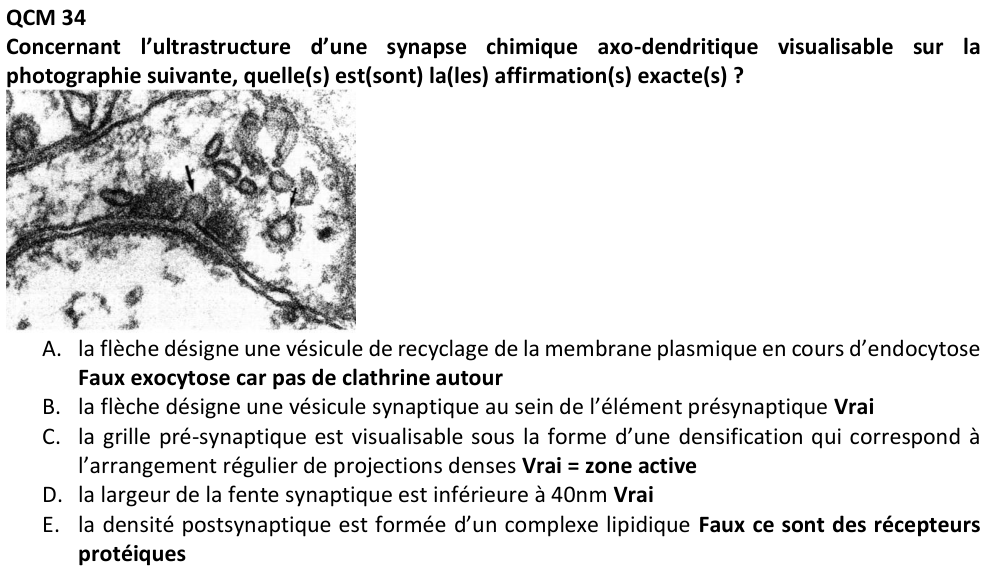 QCM 34
Concernant l’ultrastructure d’une synapse chimique axo-dendritique visualisable sur la
photographie suivante, quelle(s) est(sont) la(les) affirmation(s) exacte(s) ?
A. la flèche désigne une vésicule de recyclage de la membrane plasmique en cours d’endocytose
Faux exocytose car pas de clathrine autour
B. la flèche désigne une vésicule synaptique au sein de l’élément présynaptique Vrai
C. la grille pré-synaptique est visualisable sous la forme d’une densification qui correspond à
l’arrangement régulier de projections denses Vrai = zone active
D. la largeur de la fente synaptique est inférieure à 40nm Vrai
E. la densité postsynaptique est formée d’un complexe lipidique Faux ce sont des récepteurs
protéiques